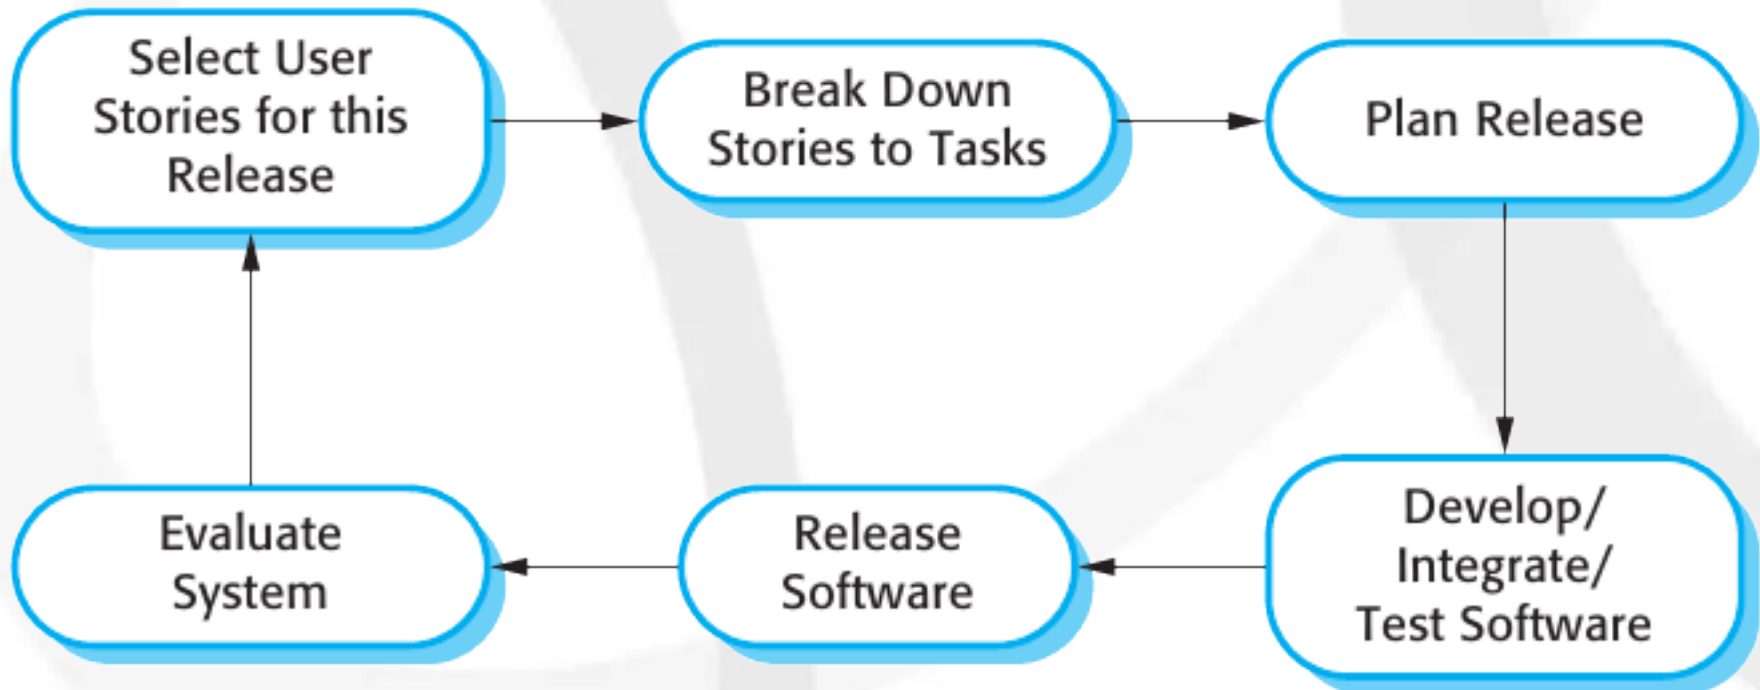 Select User
Stories for this
Release
Break Down
Stories to Tasks
Plan Release
Develop/
Integrate/
Test Software
Release
Software
Evaluate
System